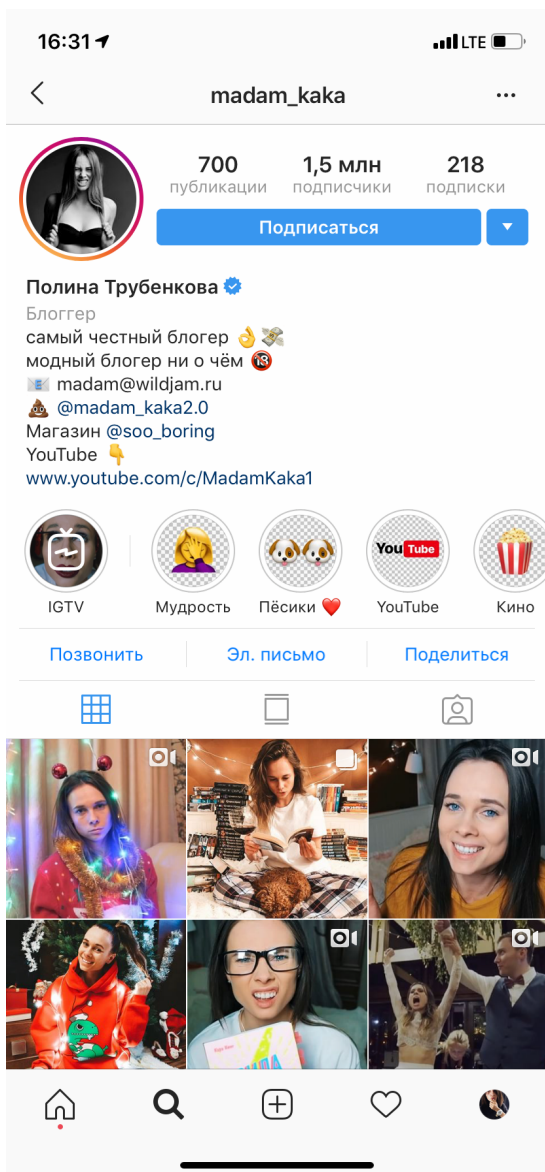 16:31
LTE
madam_kaka
700
публикации
1,5 млн
подписчики
218
подписки
Подписаться
Полина Трубенкова
Блоггер
самый честный блогер 👌💸
модный блогер ни о чём 🔞
📧 madam@wildjam.ru
💩 @madam_kaka2.0
Магазин @soo_boring
YouTube 👇
www.youtube.com/c/MadamKaka1
You Tube
IGTV
Мудрость
Пёсики ❤️
YouTube
Кино
Позвонить
Эл. письмо
Поделиться